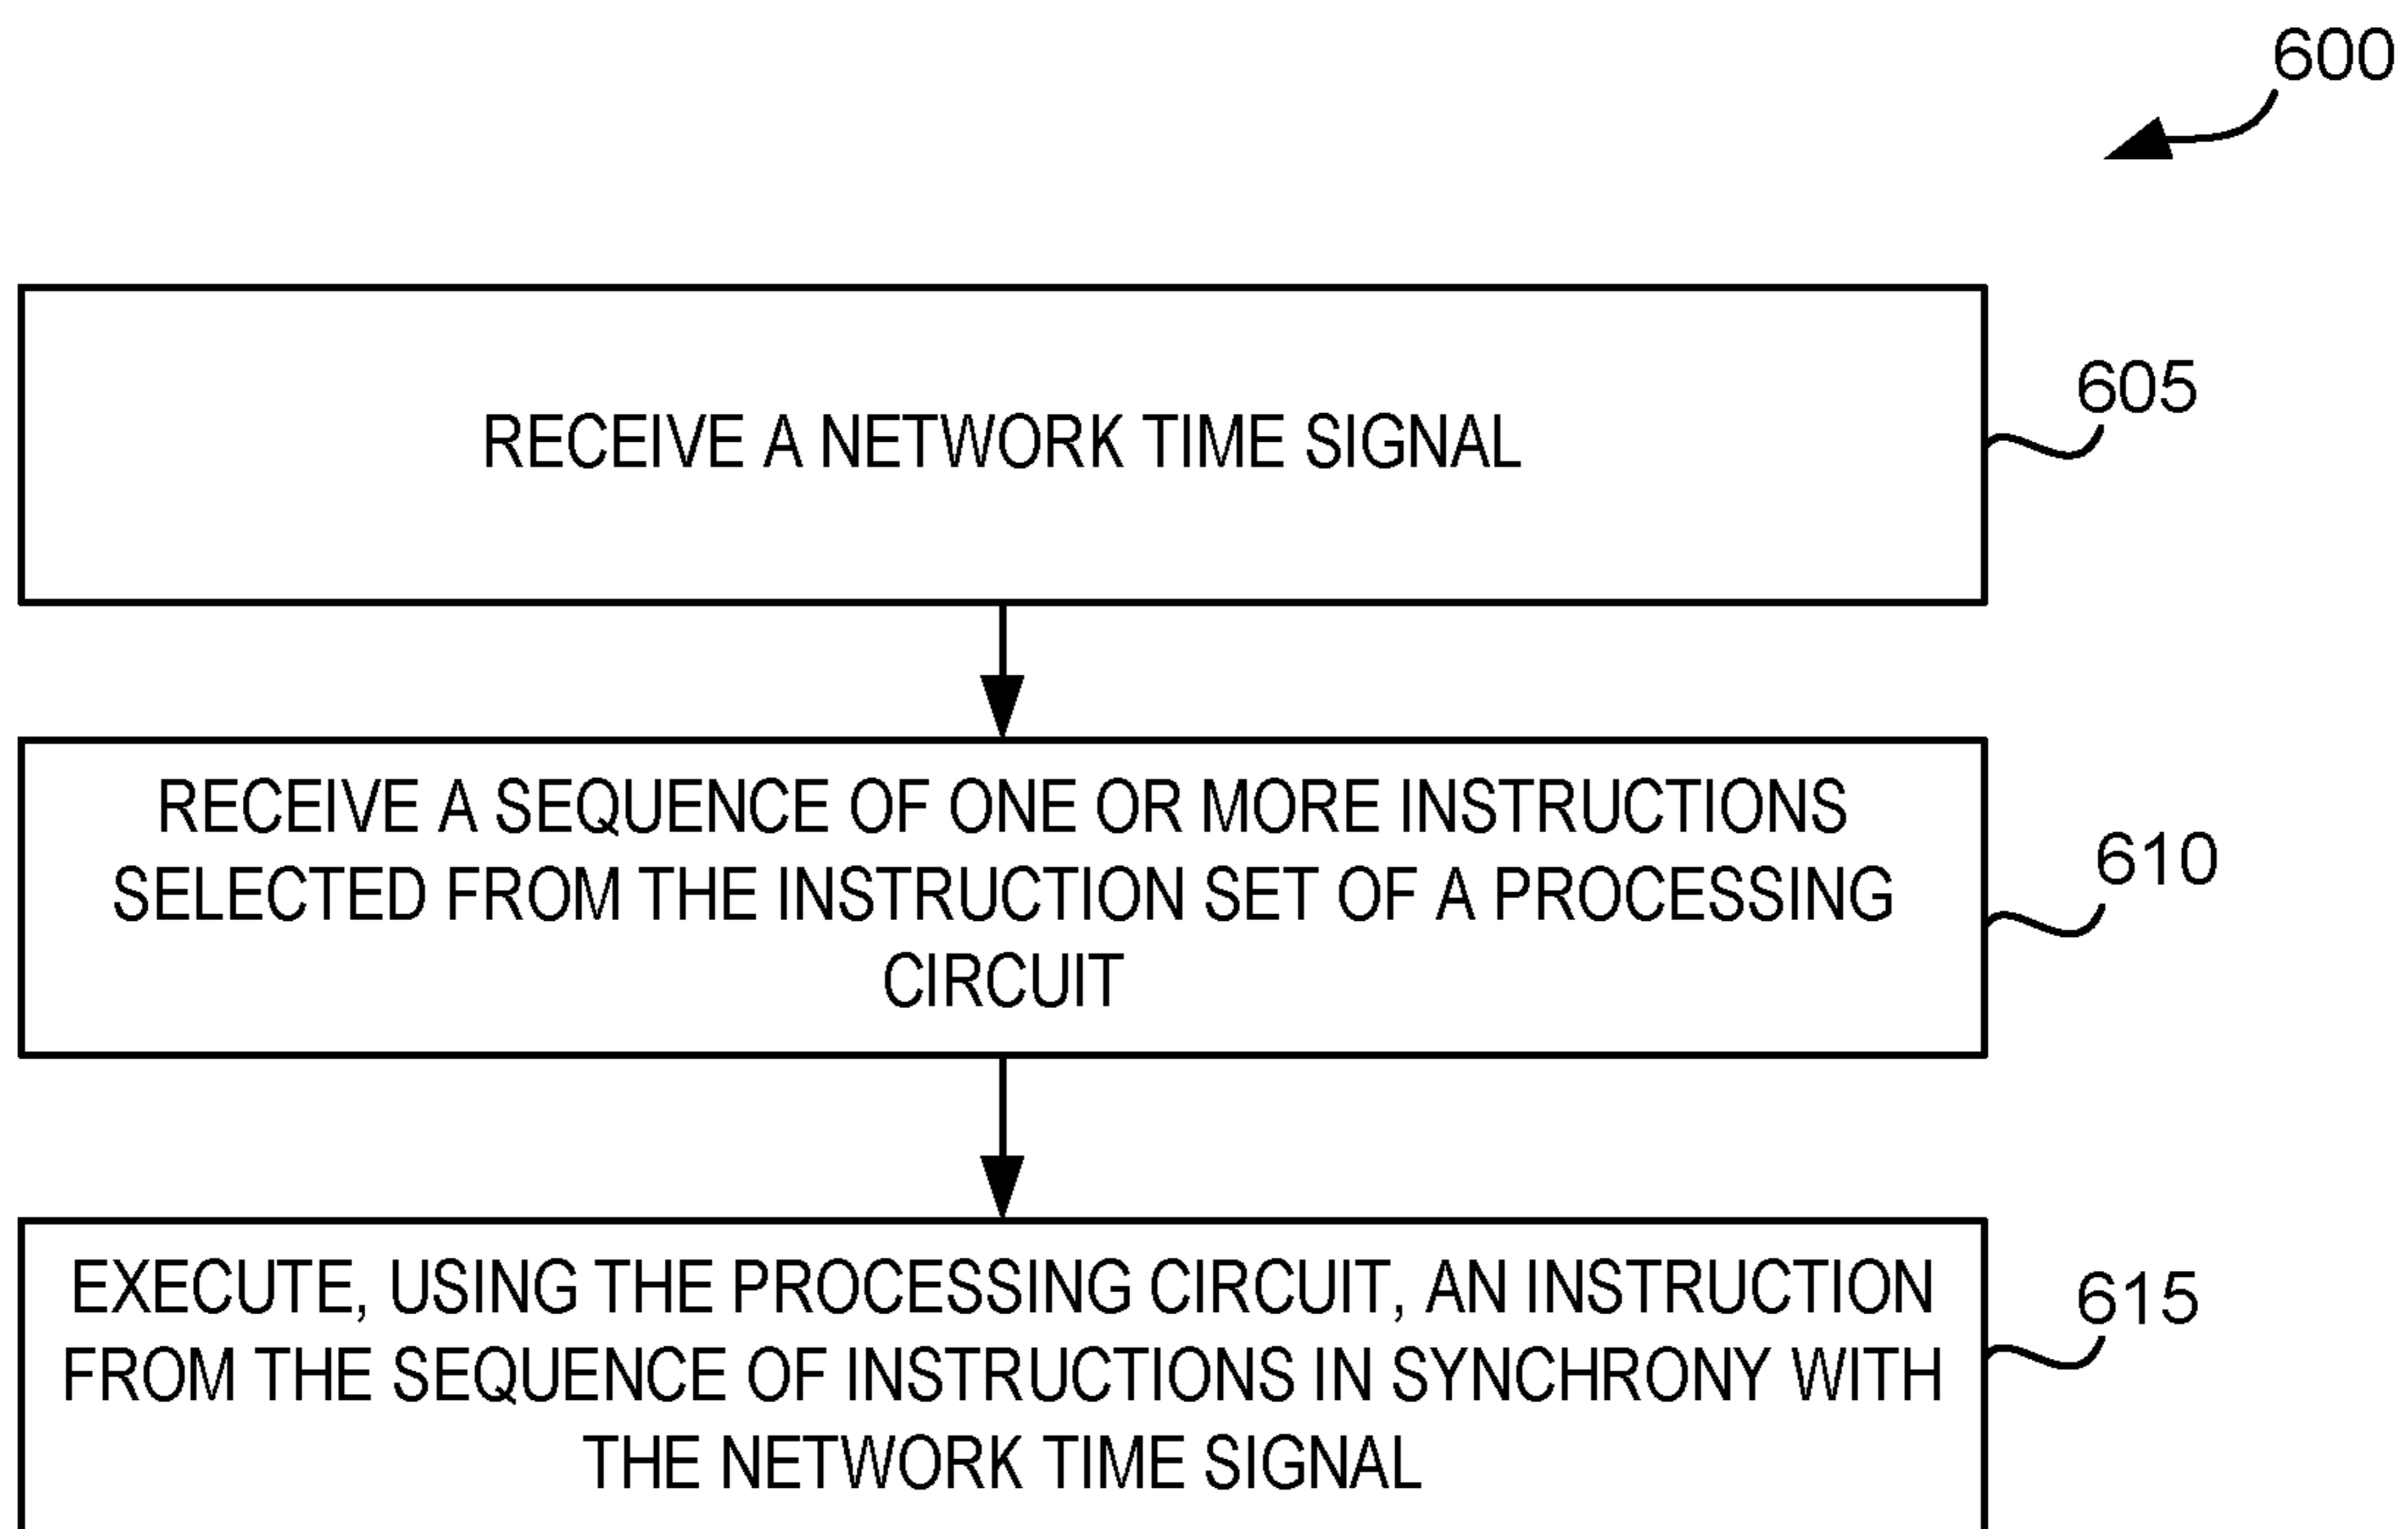 600
RECEIVE A NETWORK TIME SIGNAL
605
RECEIVE A SEQUENCE OF ONE OR MORE INSTRUCTIONS
SELECTED FROM THE INSTRUCTION SET OF A PROCESSING
CIRCUIT
610
EXECUTE, USING THE PROCESSING CIRCUIT, AN INSTRUCTION
FROM THE SEQUENCE OF INSTRUCTIONS IN SYNCHRONY WITH
THE NETWORK TIME SIGNAL
615